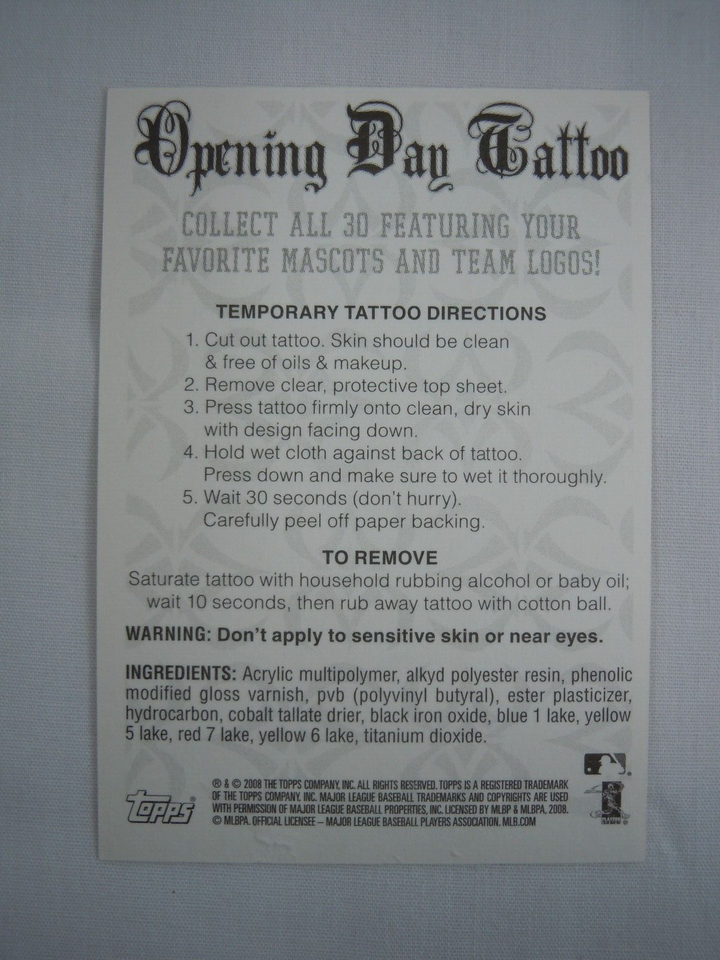 Opening Day Tattoo
COLLECT ALL 30 FEATURING YOUR
FAVORITE MASCOTS AND TEAM LOGOS!
TEMPORARY TATTOO DIRECTIONS
1. Cut out tattoo. Skin should be clean
& free of oils & makeup.
2. Remove clear, protective top sheet.
3. Press tattoo firmly onto clean, dry skin
with design facing down.
4. Hold wet cloth against back of tattoo.
Press down and make sure to wet it thoroughly.
5. Wait 30 seconds (don't hurry).
Carefully peel off paper backing.
TO REMOVE
Saturate tattoo with household rubbing alcohol or baby oil;
wait 10 seconds, then rub away tattoo with cotton ball.
WARNING: Don't apply to sensitive skin or near eyes.
INGREDIENTS: Acrylic multipolymer, alkyd polyester resin, phenolic
modified gloss varnish, pvb (polyvinyl butyral), ester plasticizer,
hydrocarbon, cobalt tallate drier, black iron oxide, blue 1 lake, yellow
5 lake, red 7 lake, yellow 6 lake, titanium dioxide.
topps®
® & © 2008 THE TOPPS COMPANY, INC. ALL RIGHTS RESERVED. TOPPS IS A REGISTERED TRADEMARK
OF THE TOPPS COMPANY, INC. MAJOR LEAGUE BASEBALL TRADEMARKS AND COPYRIGHTS ARE USED
WITH PERMISSION OF MAJOR LEAGUE BASEBALL PROPERTIES, INC. LICENSED BY MLBP & MLBPA, 2008.
© MLBPA. OFFICIAL LICENSEE – MAJOR LEAGUE BASEBALL PLAYERS ASSOCIATION. MLB.COM